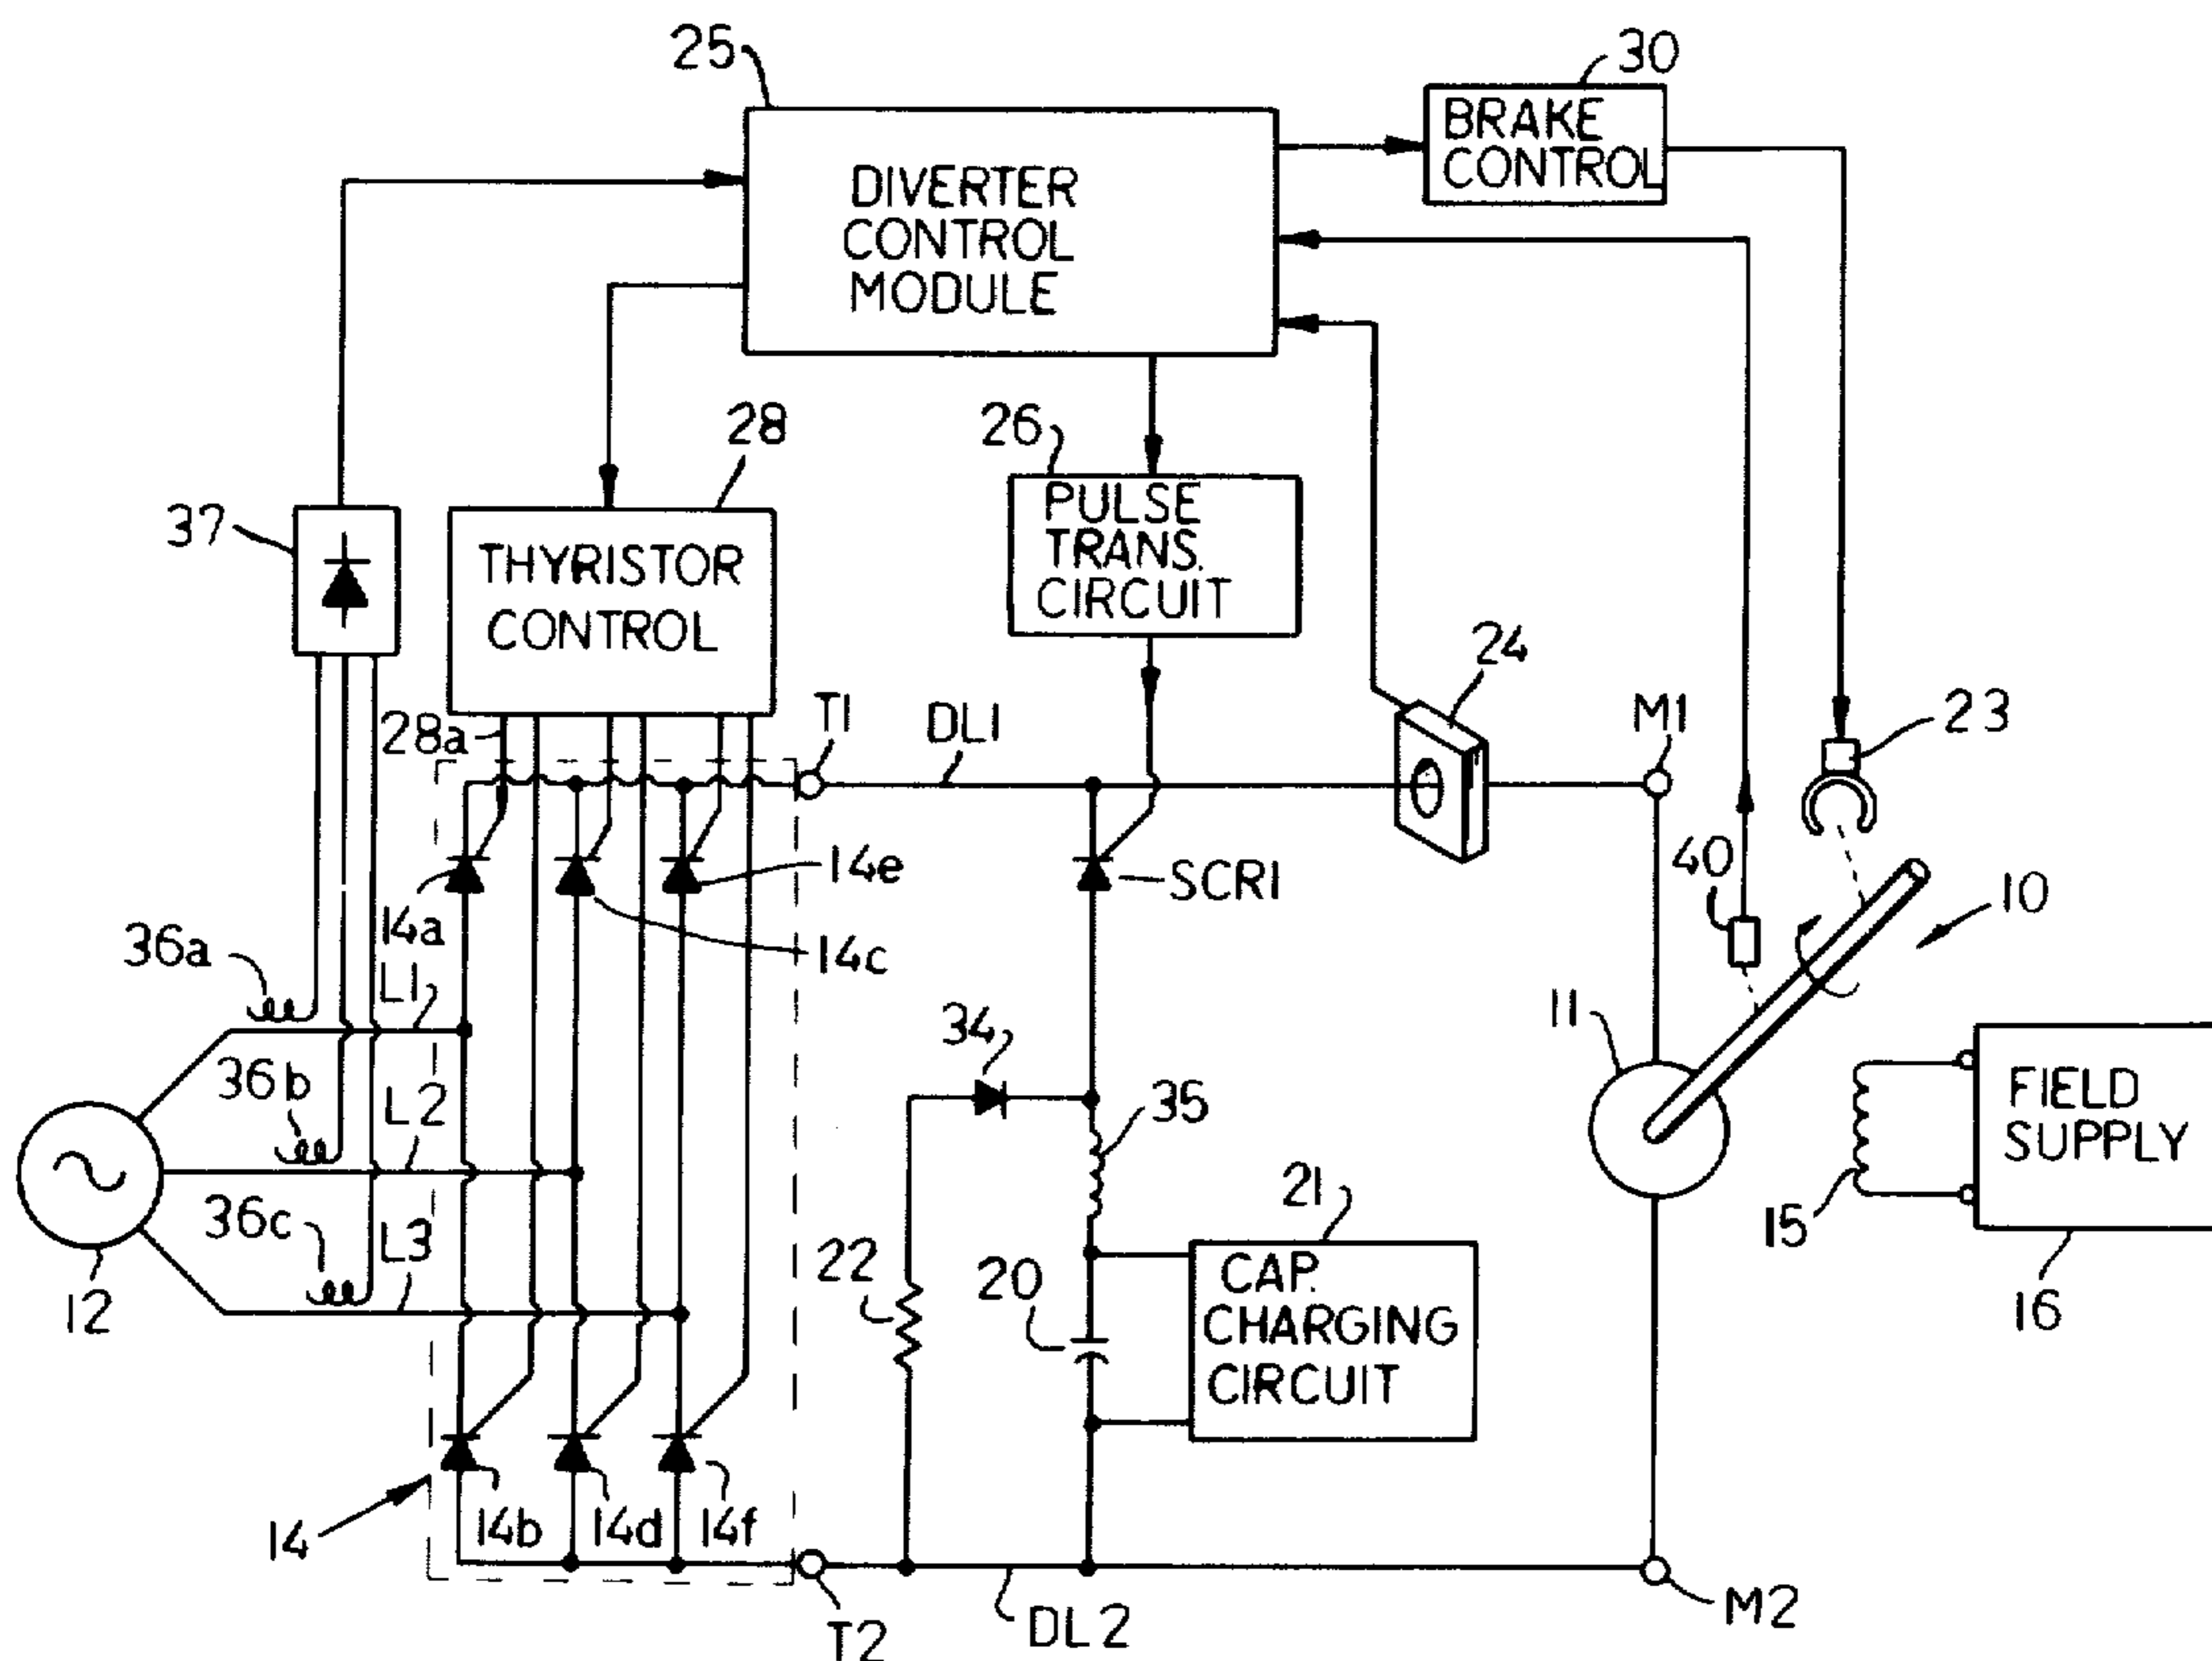 25
30
BRAKE
CONTROL
DIVERTER
CONTROL
MODULE
28
26
37
THYRISTOR
CONTROL
PULSE
TRANS.
CIRCUIT
24
28a
T1
DL1
M1
23
40
14e
SCR1
10
14a
14c
36a
L1
34
11
36b
L2
35
FIELD
SUPPLY
36c
L3
21
15
22
20
CAP.
CHARGING
CIRCUIT
12
16
14
14b
14d
14f
T2
DL2
M2